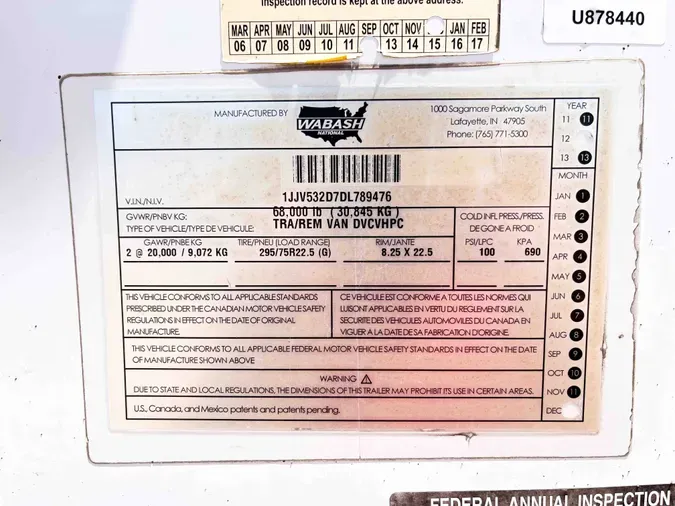 Inspection record is kept at the above address.
MAR APR MAY JUN JUL AUG SEP OCT NOV DEC JAN FEB
06 07 08 09 10 11 13 14 15 16 17
U878440
MANUFACTURED BY
WABASH
NATIONAL
1000 Sagamore Parkway South
Lafayette, IN 47905
Phone: (765) 771-5300
V.I.N./N.I.V.
1JJV532D7DL789476
GVWR/PNBV KG:
68,000 lb (30,845 KG)
TYPE OF VEHICLE/TYPE DE VEHICULE:
TRA/REM VAN DVCVHPC
COLD INFL. PRESS./PRESS.
DE GONE A FROID
GAWR/PNBE KG TIRE/PNEU (LOAD RANGE) RIM/JANTE PSI/LPC KPA
2 @ 20,000 / 9,072 KG 295/75R22.5 (G) 8.25 X 22.5 100 690
THIS VEHICLE CONFORMS TO ALL APPLICABLE STANDARDS
PRESCRIBED UNDER THE CANADIAN MOTOR VEHICLE SAFETY
REGULATIONS IN EFFECT ON THE DATE OF ORIGINAL
MANUFACTURE.
CE VEHICULE EST CONFORME A TOUTES LES NORMES QUI
LUI SONT APPLICABLES EN VERTU DU REGLEMENT SUR LA
SECURITE DES VEHICULES AUTOMOVILES DU CANADA EN
VIGUER A LA DATE DE SA FABRICATION D'ORIGINE.
THIS VEHICLE CONFORMS TO ALL APPLICABLE FEDERAL MOTOR VEHICLE SAFETY STANDARDS IN EFFECT ON THE DATE
OF MANUFACTURE SHOWN ABOVE
WARNING
DUE TO STATE AND LOCAL REGULATIONS, THE DIMENSIONS OF THIS TRAILER MAY PROHIBIT ITS USE IN CERTAIN AREAS.
U.S., Canada, and Mexico patents and patents pending.
YEAR
11 11
12
13 13
MONTH
JAN 1
FEB 2
MAR 3
APR 4
MAY 5
JUN 6
JUL 7
AUG 8
SEP 9
OCT 10
NOV 11
DEC
FEDERAL ANNUAL INSPECTION